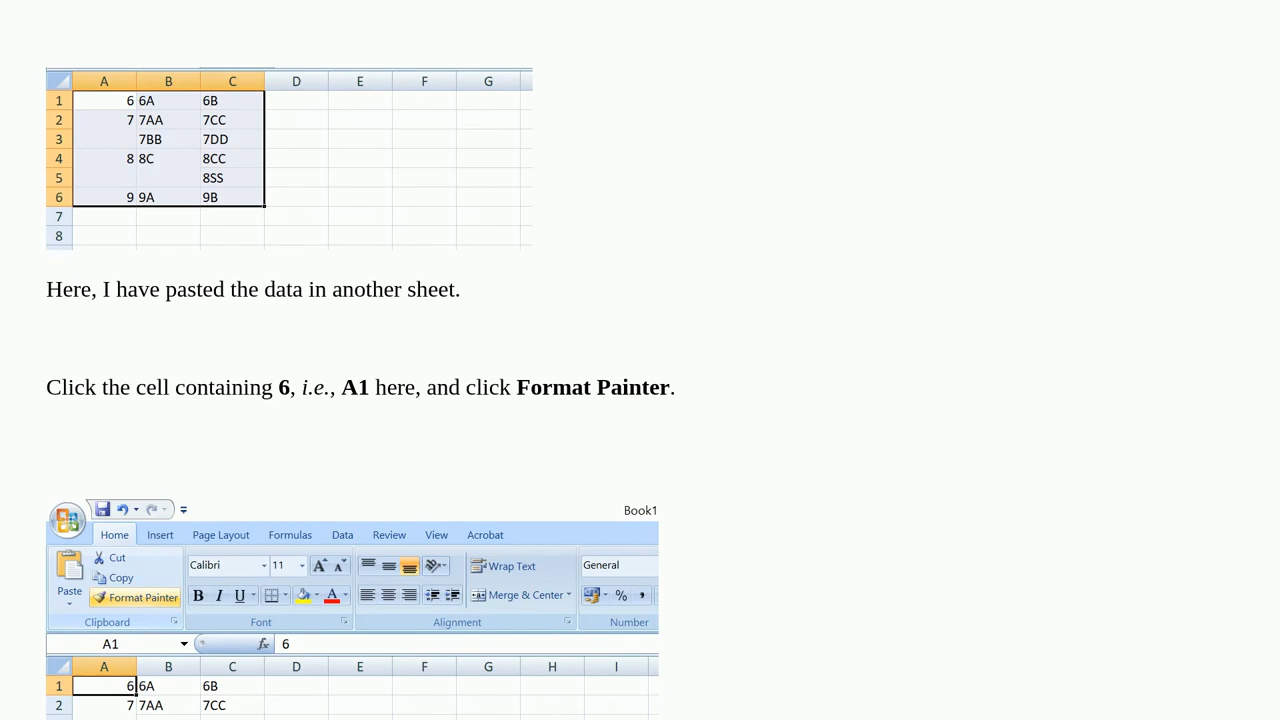 A B C D E F G
1 6 6A 6B
2 7 7AA 7CC
3 7BB 7DD
4 8 8C 8CC
5 8SS
6 9 9A 9B
7
8
Here, I have pasted the data in another sheet.
Click the cell containing 6, i.e., A1 here, and click Format Painter.
Book1
Home Insert Page Layout Formulas Data Review View Acrobat
Cut
Copy
Paste
Format Painter
Clipboard
Calibri 11 A A
B I U A
Font
Wrap Text
Merge & Center
Alignment
General
% ,
Number
A1 fx 6
A B C D E F G H I
1 6 6A 6B
2 7 7AA 7CC